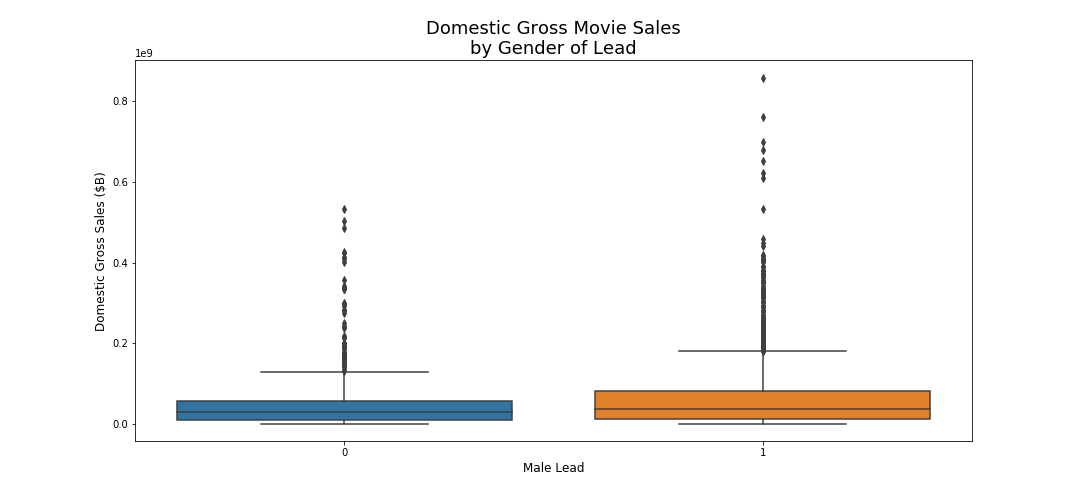 Domestic Gross Movie Sales
by Gender of Lead
1e9
0.8
0.6
0.4
0.2
0.0
Domestic Gross Sales ($B)
0
1
Male Lead